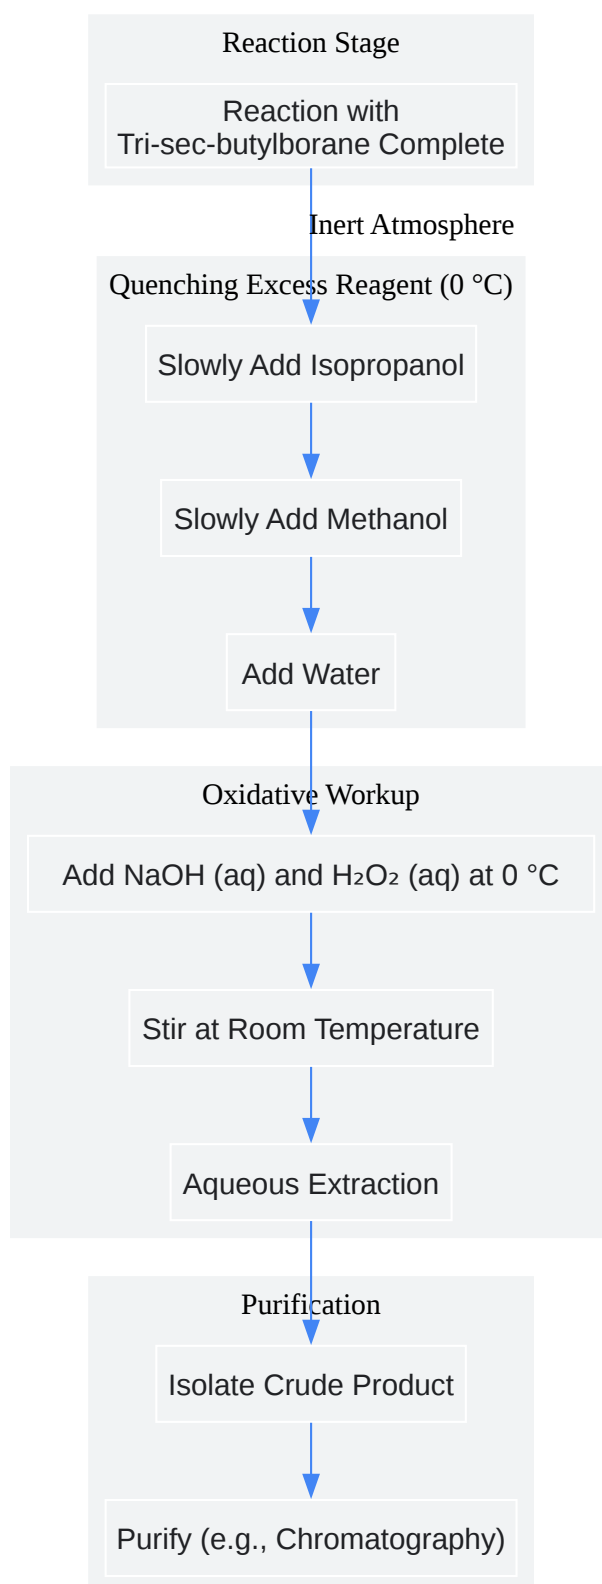 Reaction Stage
Reaction with
Tri-sec-butylborane Complete
Inert Atmosphere
Quenching Excess Reagent (0 °C)
Slowly Add Isopropanol
Slowly Add Methanol
Add Water
Oxidative Workup
Add NaOH (aq) and H₂O₂ (aq) at 0 °C
Stir at Room Temperature
Aqueous Extraction
Purification
Isolate Crude Product
Purify (e.g., Chromatography)